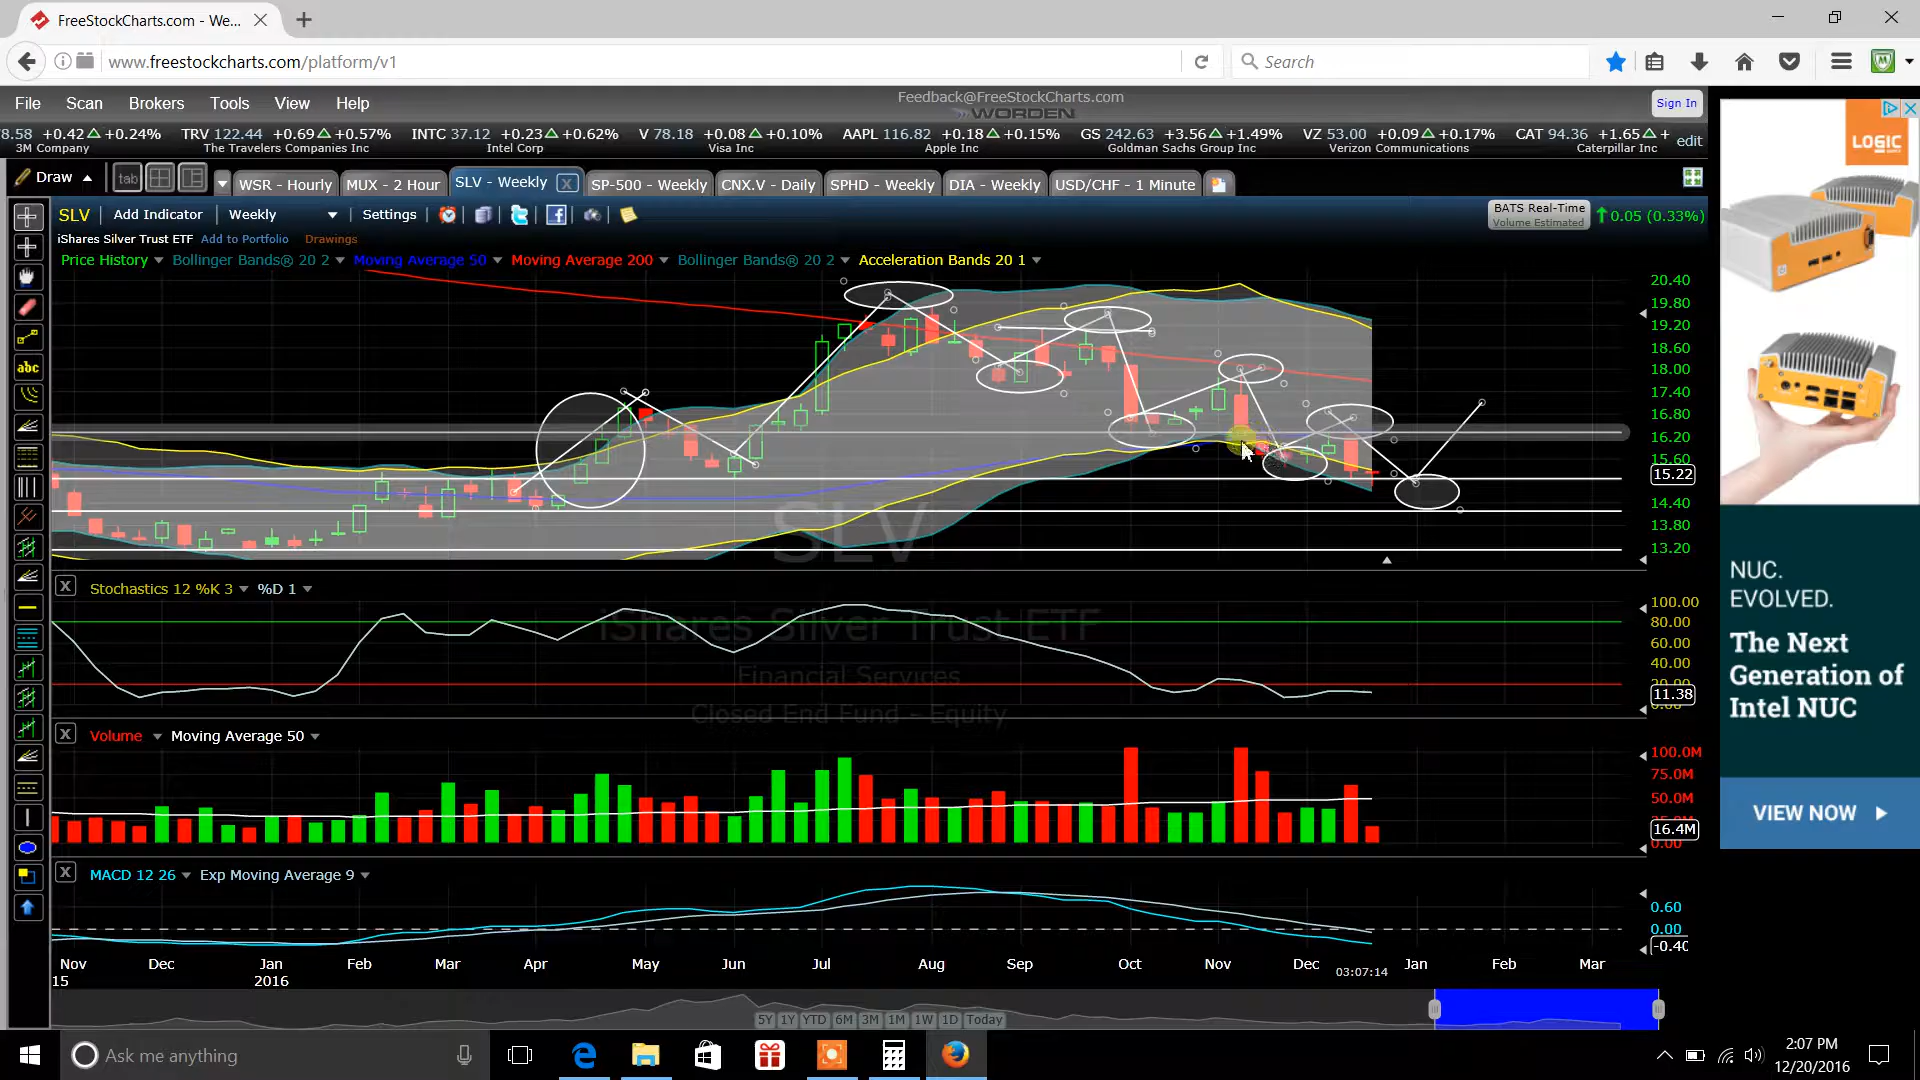 FreeStockCharts.com - We...
www.freestockcharts.com/platform/v1
Search
File Scan Brokers Tools View Help
Feedback@FreeStockCharts.com
WORDEN
Sign In
8.58 +0.42 +0.24% TRV 122.44 +0.69 +0.57% INTC 37.12 +0.23 +0.62% V 78.18 +0.08 +0.10% AAPL 116.82 +0.18 +0.15% GS 242.63 +3.56 +1.49% VZ 53.00 +0.09 +0.17% CAT 94.36 +1.65 + edit
3M Company The Travelers Companies Inc Intel Corp Visa Inc Apple Inc Goldman Sachs Group Inc Verizon Communications Caterpillar Inc
Draw tab WSR - Hourly MUX - 2 Hour SLV - Weekly X SP-500 - Weekly CNX.V - Daily SPHD - Weekly DIA - Weekly USD/CHF - 1 Minute
SLV Add Indicator Weekly Settings BATS Real-Time 0.05 (0.33%)
Volume Estimated
iShares Silver Trust ETF Add to Portfolio Drawings
Price History Bollinger Bands® 20 2 Moving Average 50 Moving Average 200 Bollinger Bands® 20 2 Acceleration Bands 20 1
abc
20.40
19.80
19.20
18.60
18.00
17.40
16.80
16.20
15.60
15.22
14.40
13.80
13.20
SLV
X Stochastics 12 %K 3 %D 1
iShares Silver Trust ETF
Financial Services
Closed End Fund - Equity
100.00
80.00
60.00
40.00
20.00
11.38
0.00
X Volume Moving Average 50
100.0M
75.0M
50.0M
25.0M
16.4M
0.00
X MACD 12 26 Exp Moving Average 9
0.60
0.00
-0.40
Nov Dec Jan Feb Mar Apr May Jun Jul Aug Sep Oct Nov Dec 03:07:14 Jan Feb Mar
15 2016
5Y 1Y YTD 6M 3M 1M 1W 1D Today
LOGIC
NUC.
EVOLVED.
The Next
Generation of
Intel NUC
VIEW NOW
Ask me anything
2:07 PM
12/20/2016